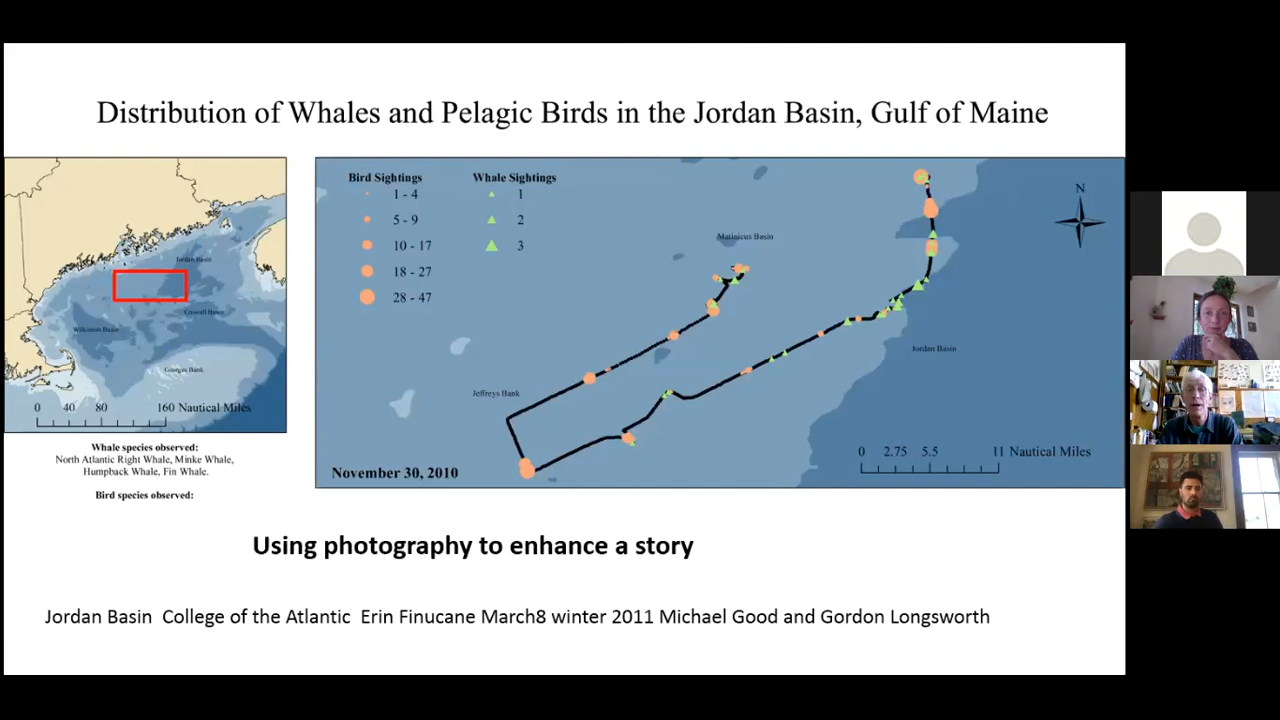 Distribution of Whales and Pelagic Birds in the Jordan Basin, Gulf of Maine
Jordan Basin
Crowell Basin
Wilkinson Basin
Georges Bank
0 40 80 160 Nautical Miles
Whale species observed:
North Atlantic Right Whale, Minke Whale,
Humpback Whale, Fin Whale.
Bird species observed:
Bird Sightings
1 - 4
5 - 9
10 - 17
18 - 27
28 - 47
Whale Sightings
1
2
3
Matinicus Basin
N
Jordan Basin
Jeffreys Bank
November 30, 2010
0 2.75 5.5 11 Nautical Miles
Using photography to enhance a story
Jordan Basin College of the Atlantic Erin Finucane March8 winter 2011 Michael Good and Gordon Longsworth